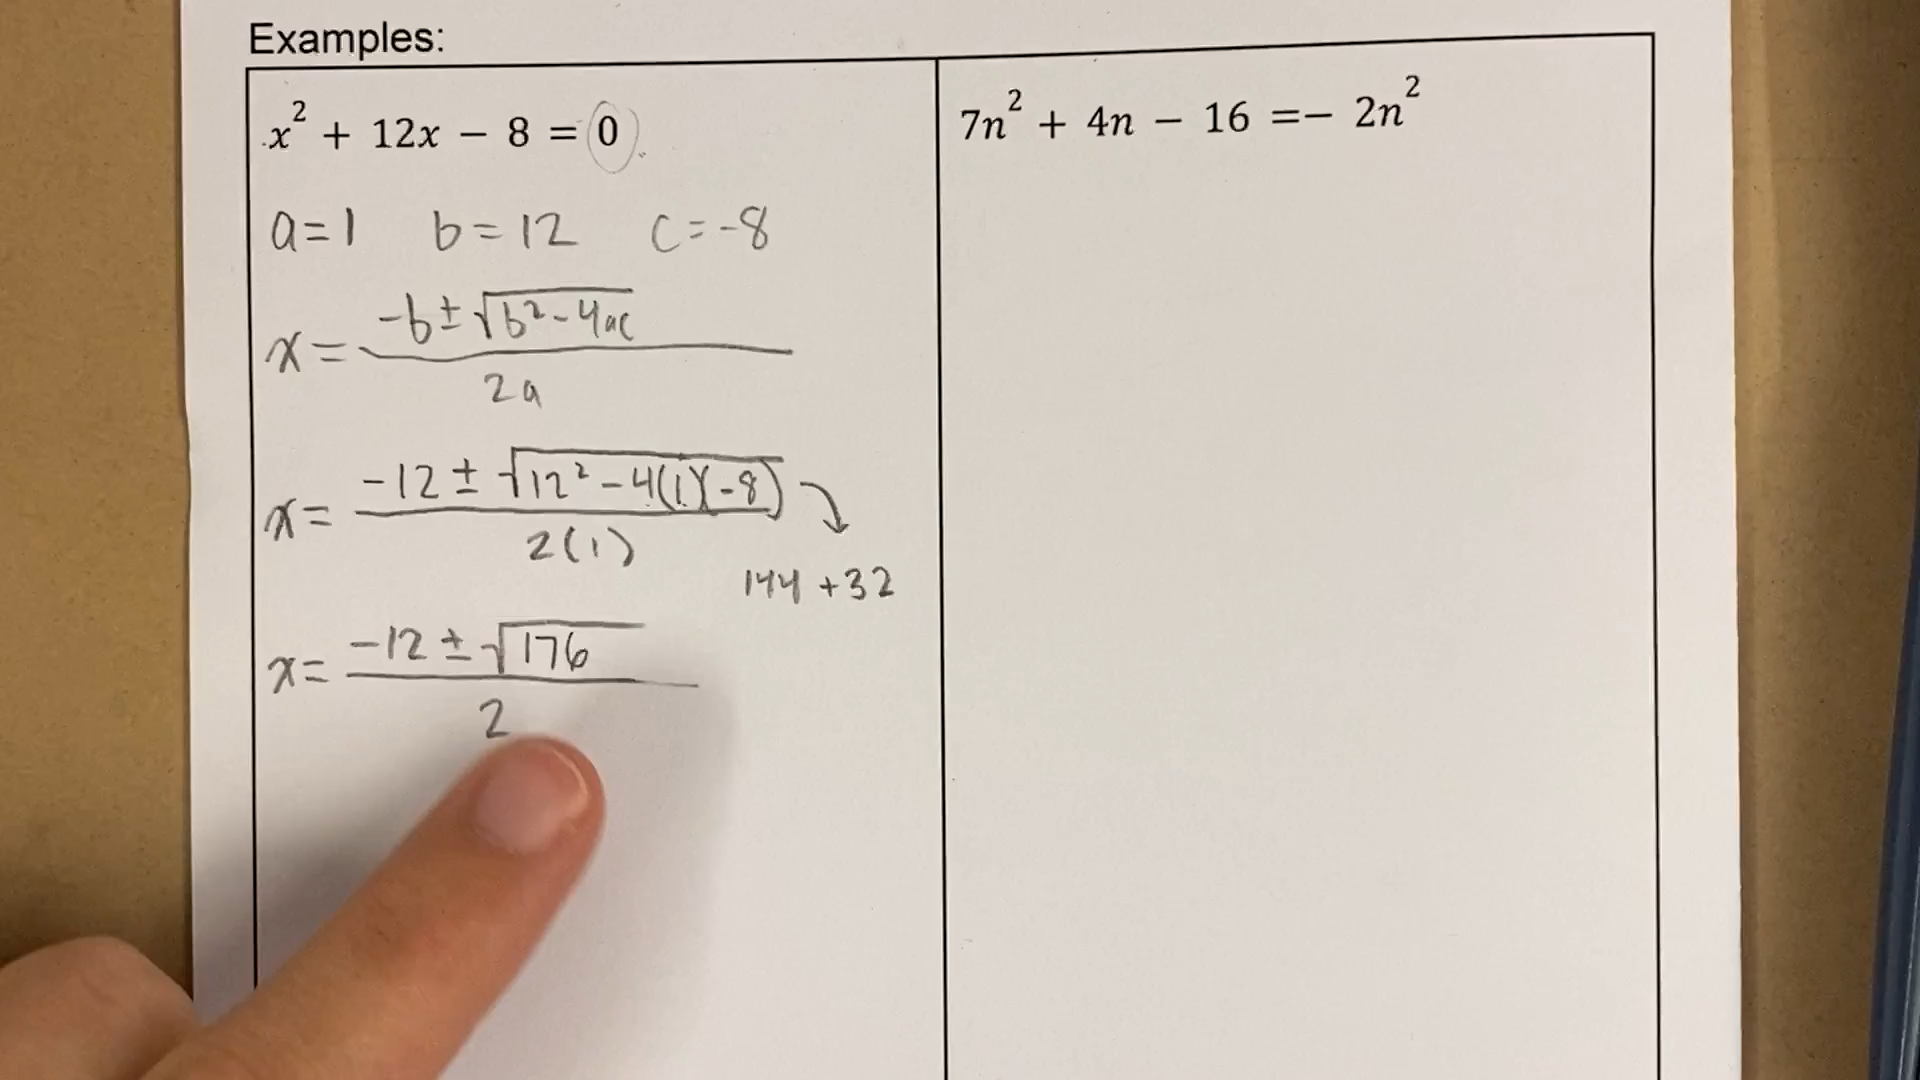 Examples:
x² + 12x − 8 = 0
a=1 b=12 c=-8
x= -b±√b²-4ac
2a
x= -12±√12²-4(1)(-8)
2(1)
144+32
x= -12±√176
2
7n² + 4n − 16 =− 2n²